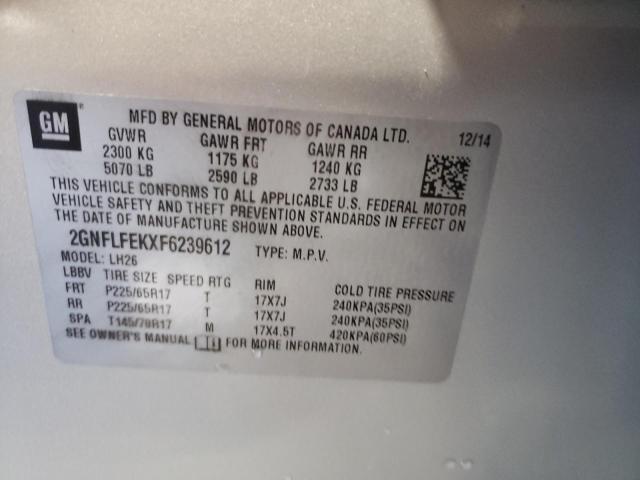 GM ®
MFD BY GENERAL MOTORS OF CANADA LTD. 12/14
GVWR GAWR FRT GAWR RR
2300 KG 1175 KG 1240 KG
5070 LB 2590 LB 2733 LB
THIS VEHICLE CONFORMS TO ALL APPLICABLE U.S. FEDERAL MOTOR
VEHICLE SAFETY AND THEFT PREVENTION STANDARDS IN EFFECT ON
THE DATE OF MANUFACTURE SHOWN ABOVE.
2GNFLFEKXF6239612 TYPE: M.P.V.
MODEL: LH26
LBBV TIRE SIZE SPEED RTG RIM COLD TIRE PRESSURE
FRT P225/65R17 T 17X7J 240KPA(35PSI)
RR P225/65R17 T 17X7J 240KPA(35PSI)
SPA T145/70R17 M 17X4.5T 420KPA(60PSI)
SEE OWNER'S MANUAL FOR MORE INFORMATION.